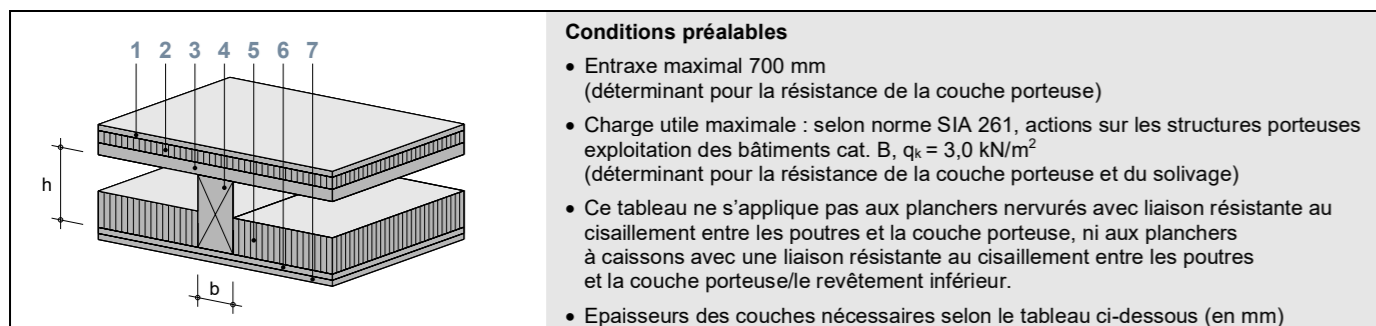 1 2 3 4 5 6 7
h
b
Conditions préalables
• Entraxe maximal 700 mm
(déterminant pour la résistance de la couche porteuse)
• Charge utile maximale : selon norme SIA 261, actions sur les structures porteuses
exploitation des bâtiments cat. B, qk = 3,0 kN/m²
(déterminant pour la résistance de la couche porteuse et du solivage)
• Ce tableau ne s’applique pas aux planchers nervurés avec liaison résistante au
cisaillement entre les poutres et la couche porteuse, ni aux planchers
à caissons avec une liaison résistante au cisaillement entre les poutres
et la couche porteuse/le revêtement inférieur.
• Epaisseurs des couches nécessaires selon le tableau ci-dessous (en mm)